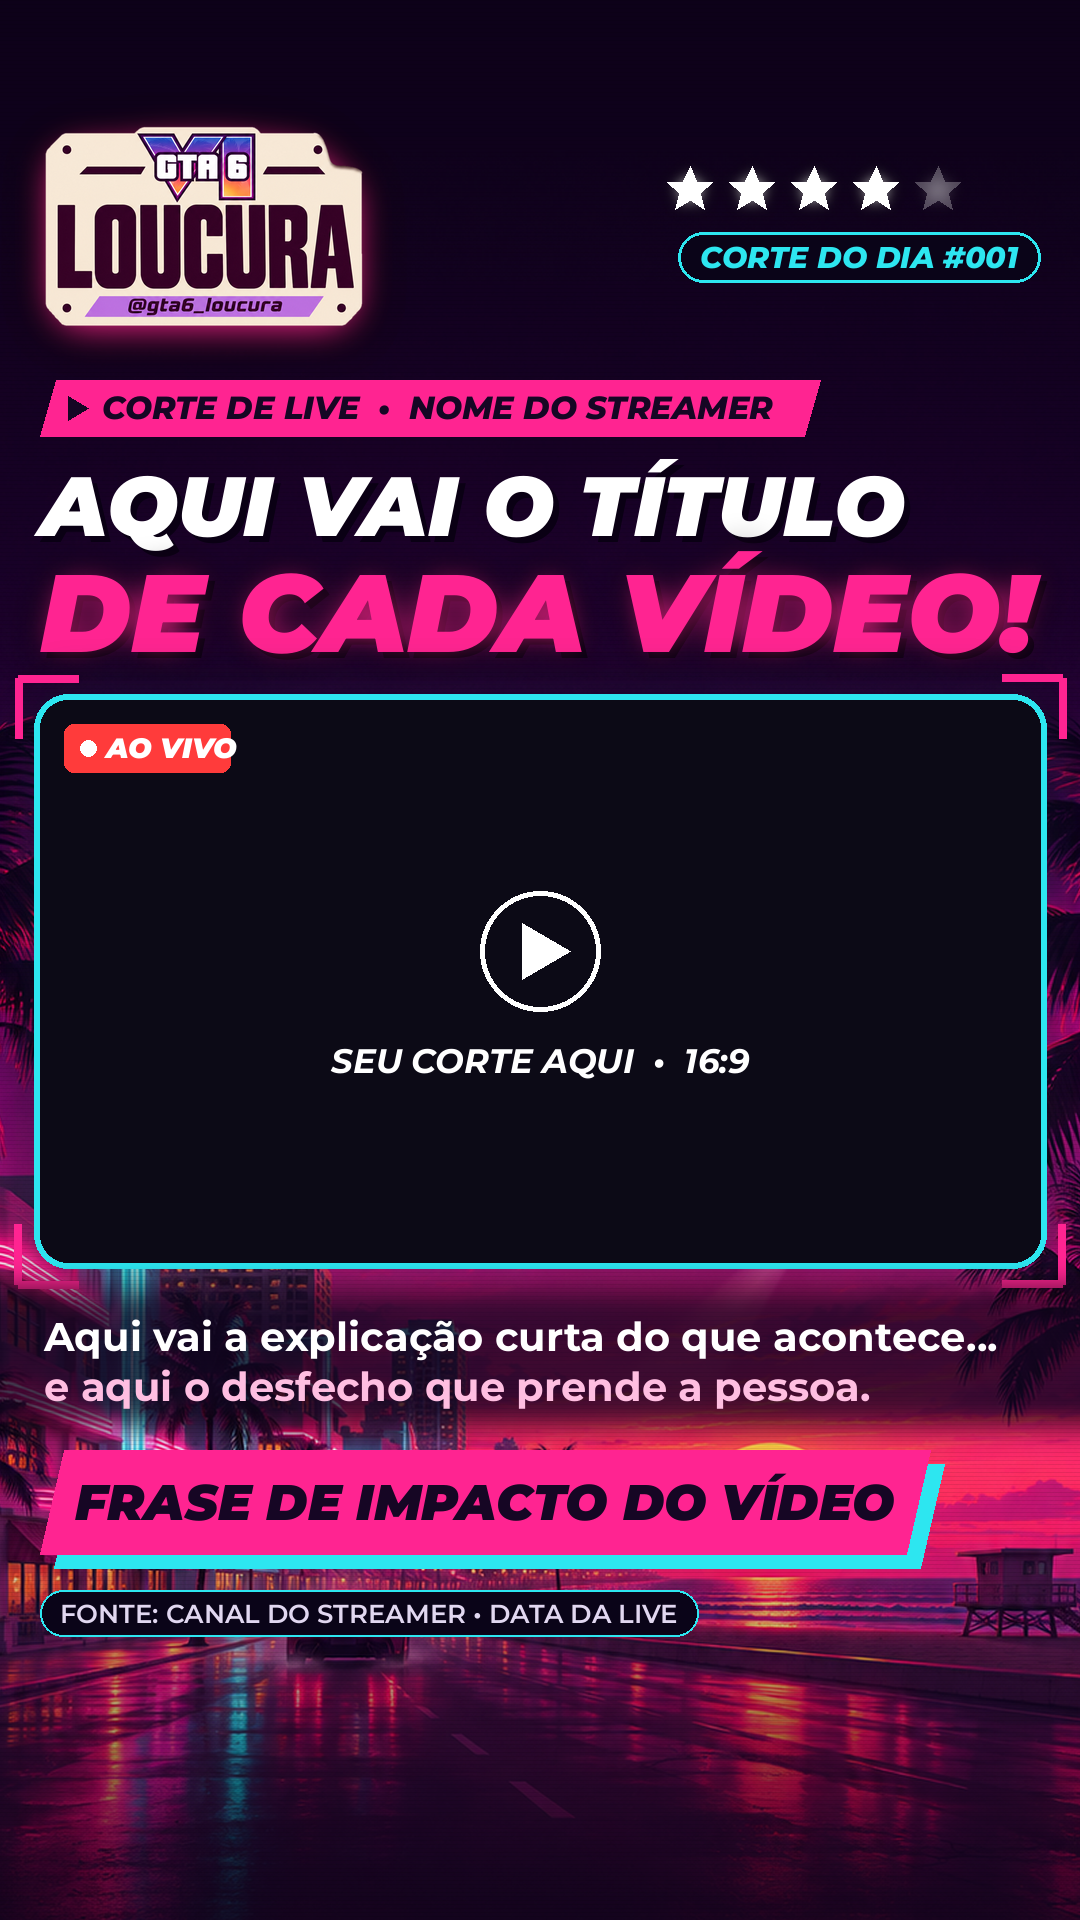 VI
GTA 6
LOUCURA
@gta6_loucura
CORTE DO DIA #001
CORTE DE LIVE • NOME DO STREAMER
AQUI VAI O TÍTULO
DE CADA VÍDEO!
AO VIVO
SEU CORTE AQUI • 16:9
Aqui vai a explicação curta do que acontece...
e aqui o desfecho que prende a pessoa.
FRASE DE IMPACTO DO VÍDEO
FONTE: CANAL DO STREAMER • DATA DA LIVE